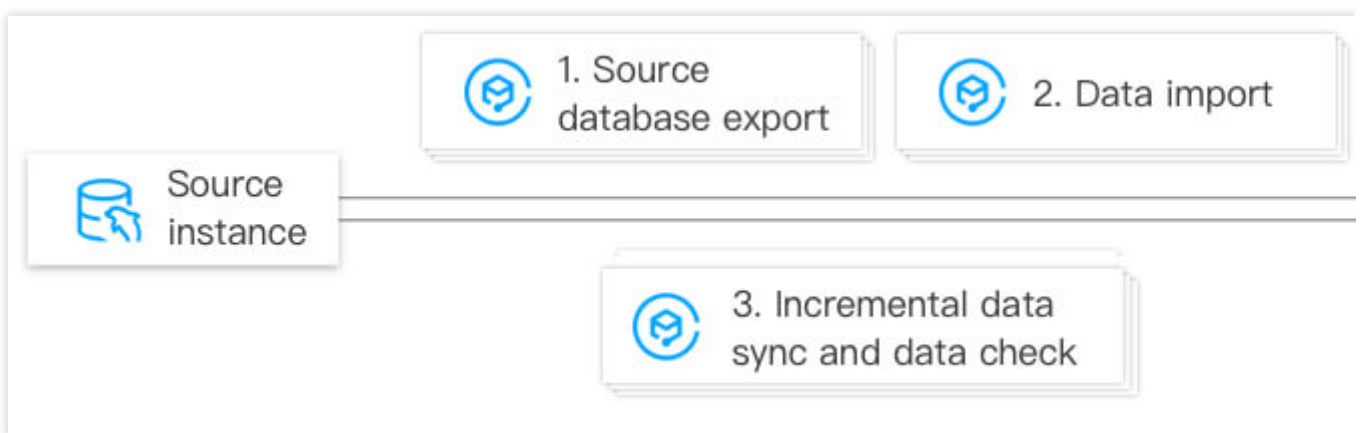 1. Source
database export
2. Data import
Source
instance
3. Incremental data
sync and data check